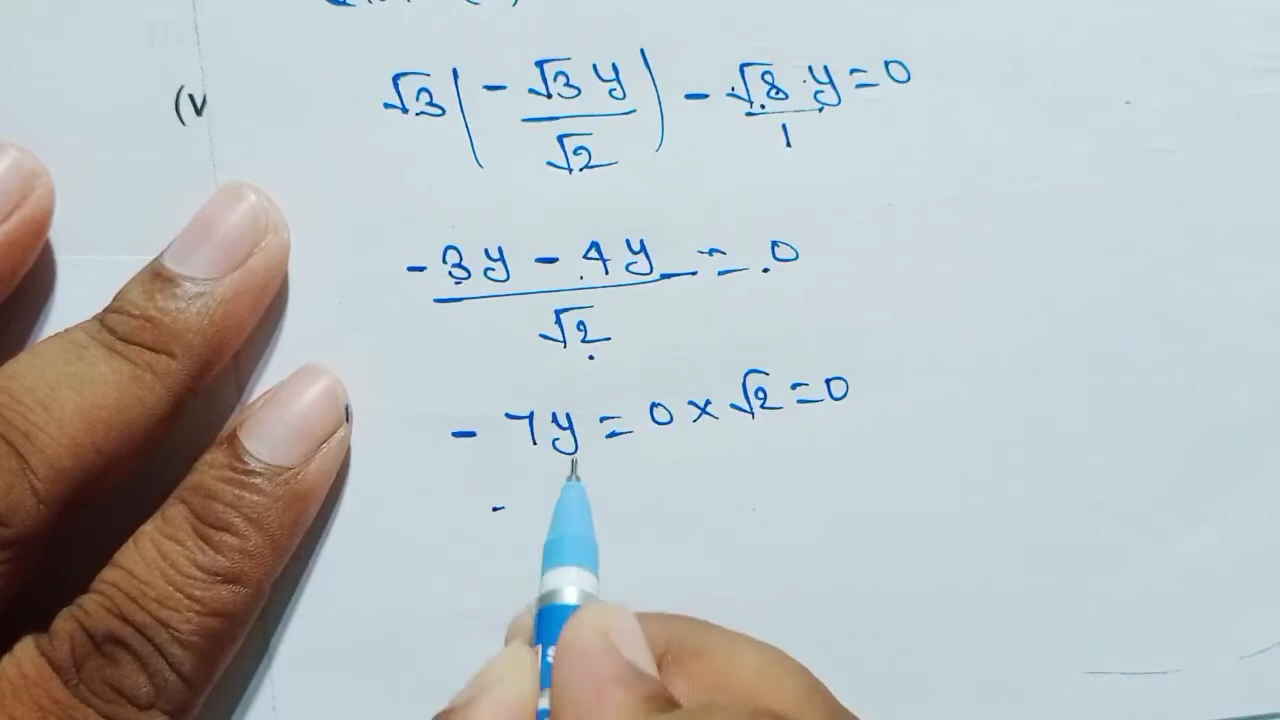 (v
√3(-√3y/√2) - √8y/1 = 0
(-3y - 4y)/√2 = 0
-7y = 0 × √2 = 0
-